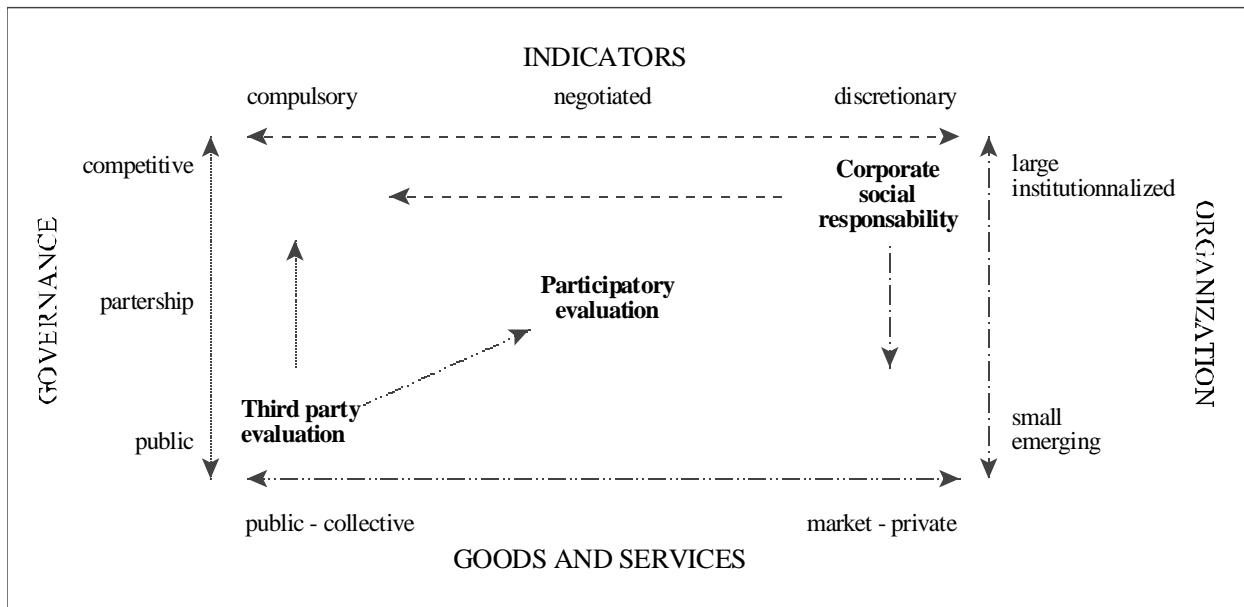 INDICATORS
compulsory negotiated discretionary
competitive
Corporate
social
responsability
large
institutionnalized
GOVERNANCE
ORGANIZATION
partership
Participatory
evaluation
Third party
evaluation
public
small
emerging
public - collective market - private
GOODS AND SERVICES